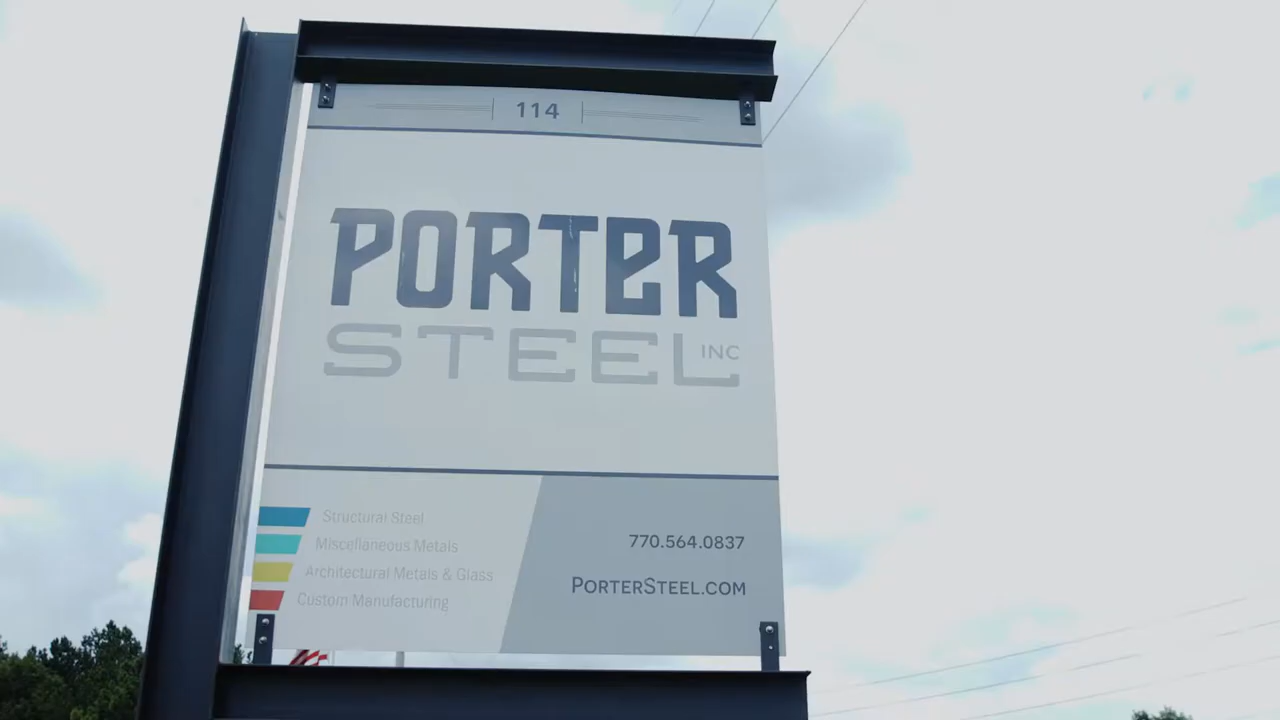 114
PORTER
STEEL INC
Structural Steel
Miscellaneous Metals
Architectural Metals & Glass
Custom Manufacturing
770.564.0837
PORTERSTEEL.COM